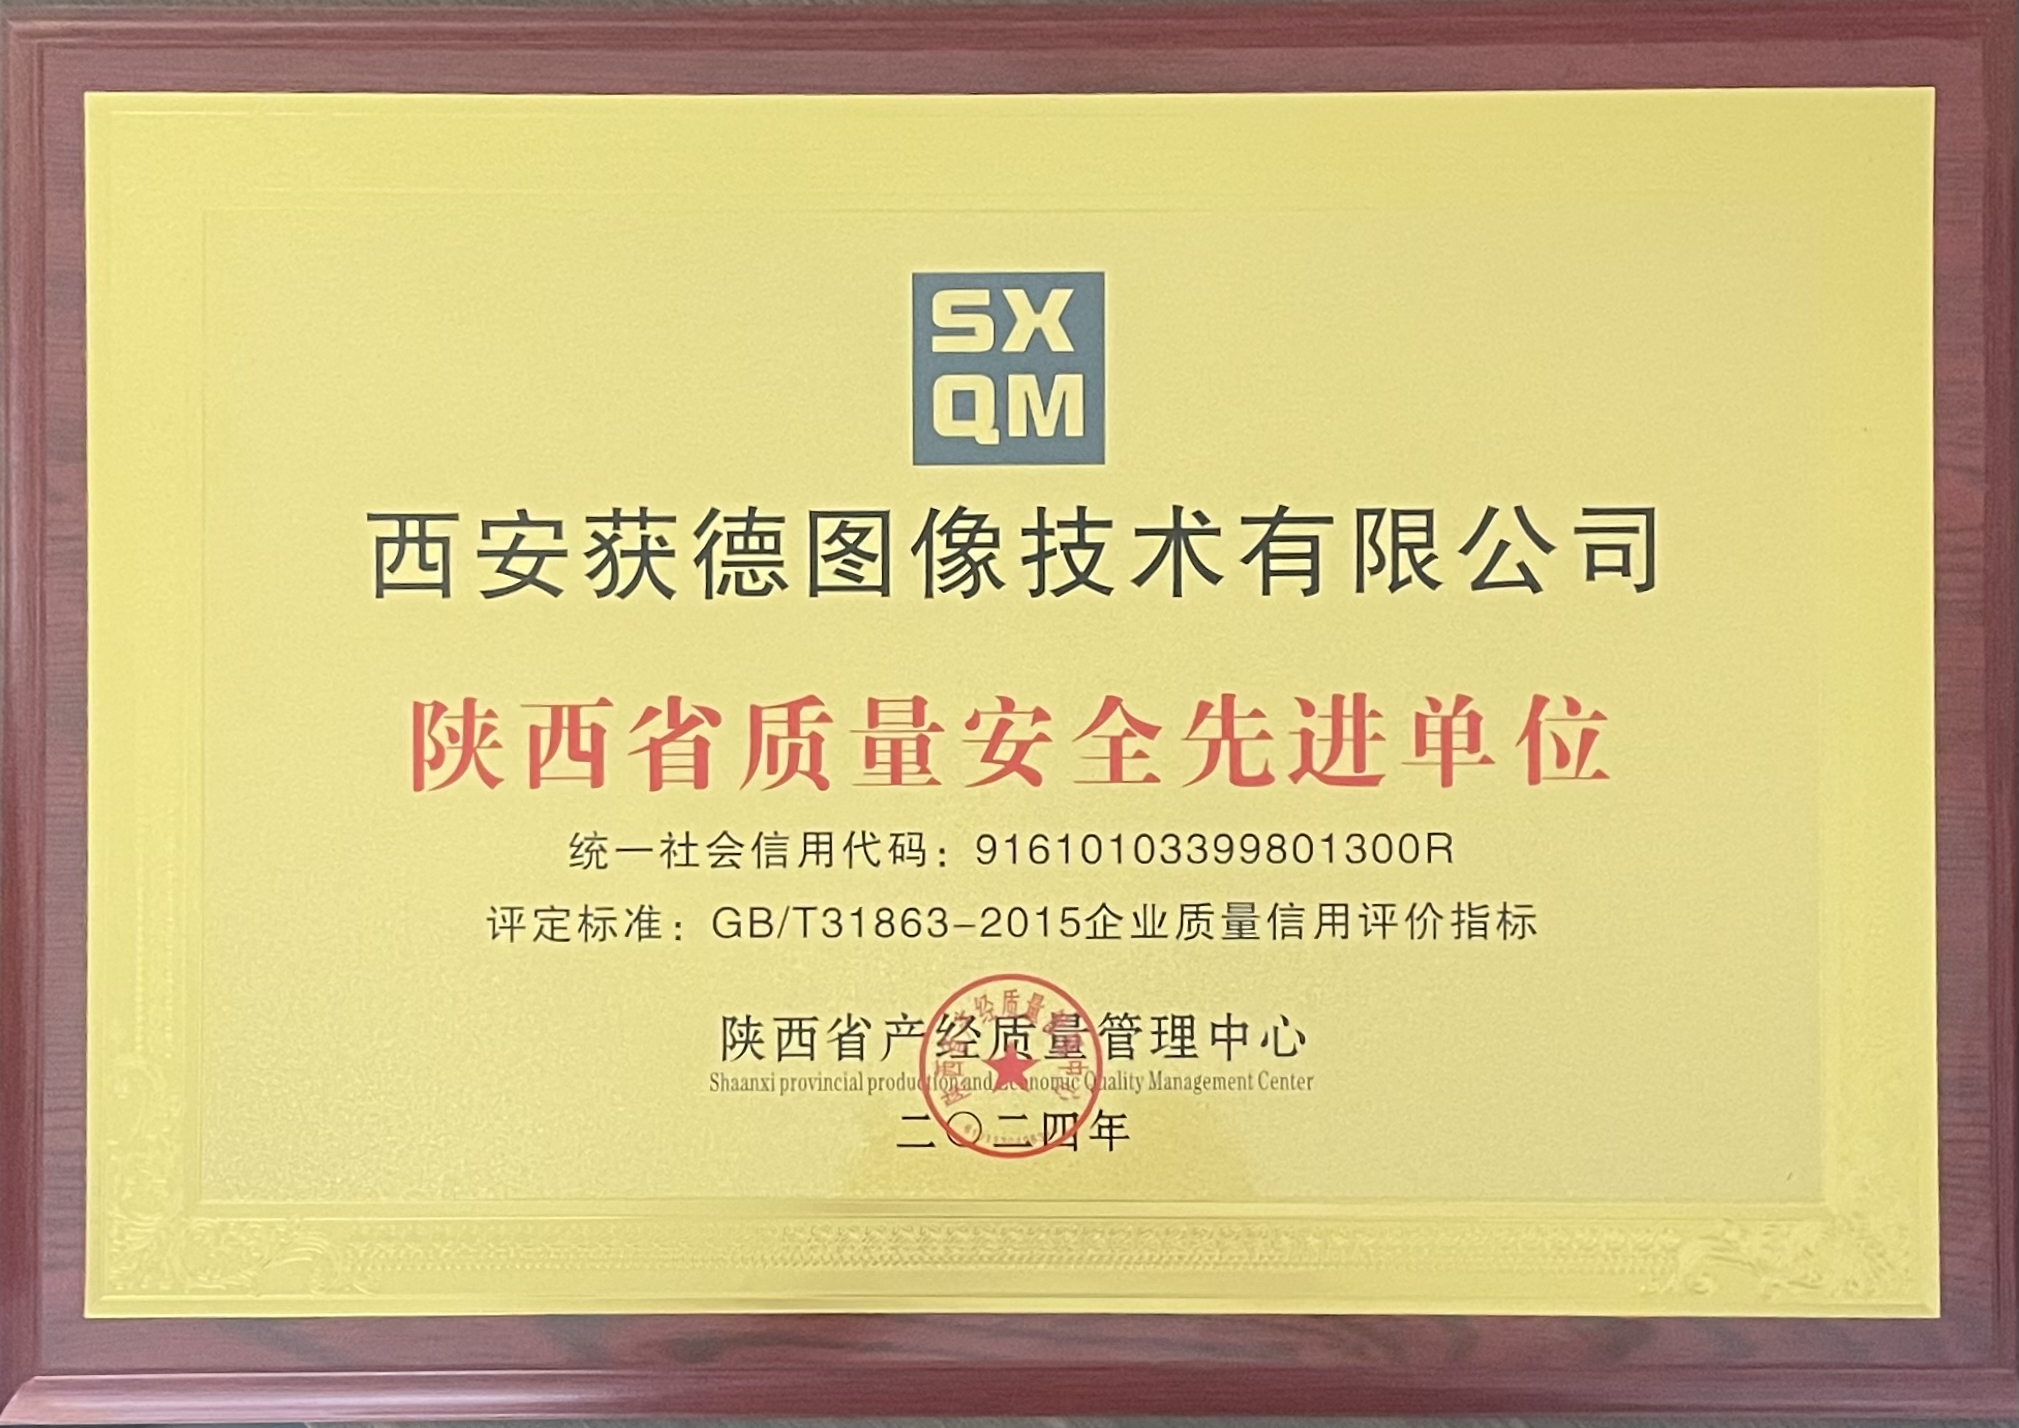 SX
QM
西安获德图像技术有限公司
陕西省质量安全先进单位
统一社会信用代码：91610103399801300R
评定标准：GB/T31863-2015企业质量信用评价指标
陕西省产经质量管理中心
Shaanxi provincial production and Economic Quality Management Center
二〇二四年